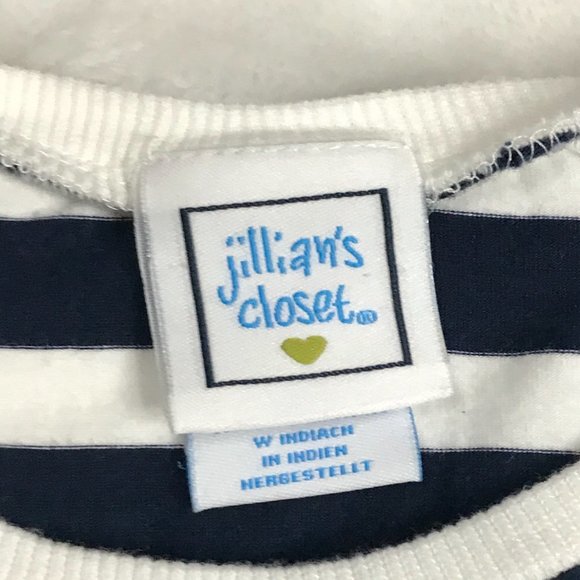 jillian's
closet®
W INDIACH
IN INDIEN
HERGESTELLT